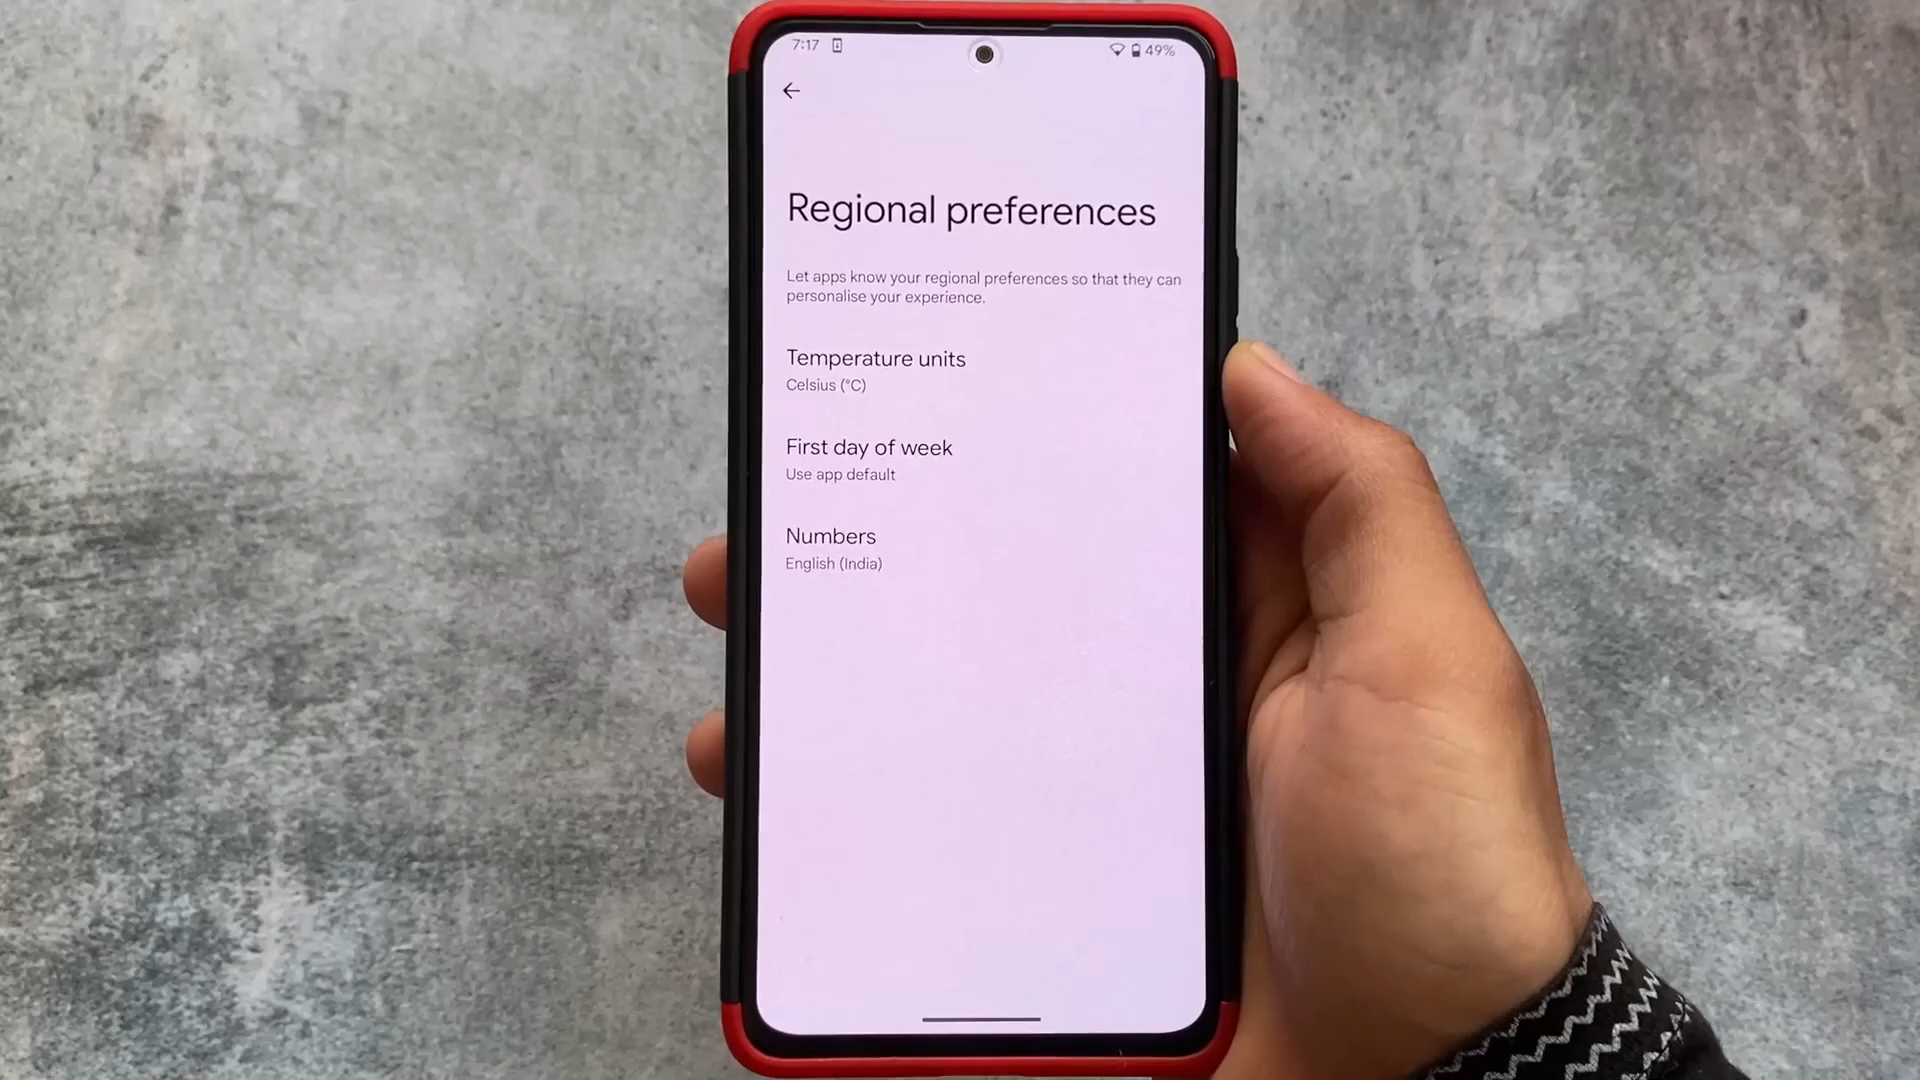 7:17
49%
Regional preferences
Let apps know your regional preferences so that they can
personalise your experience.
Temperature units
Celsius (°C)
First day of week
Use app default
Numbers
English (India)